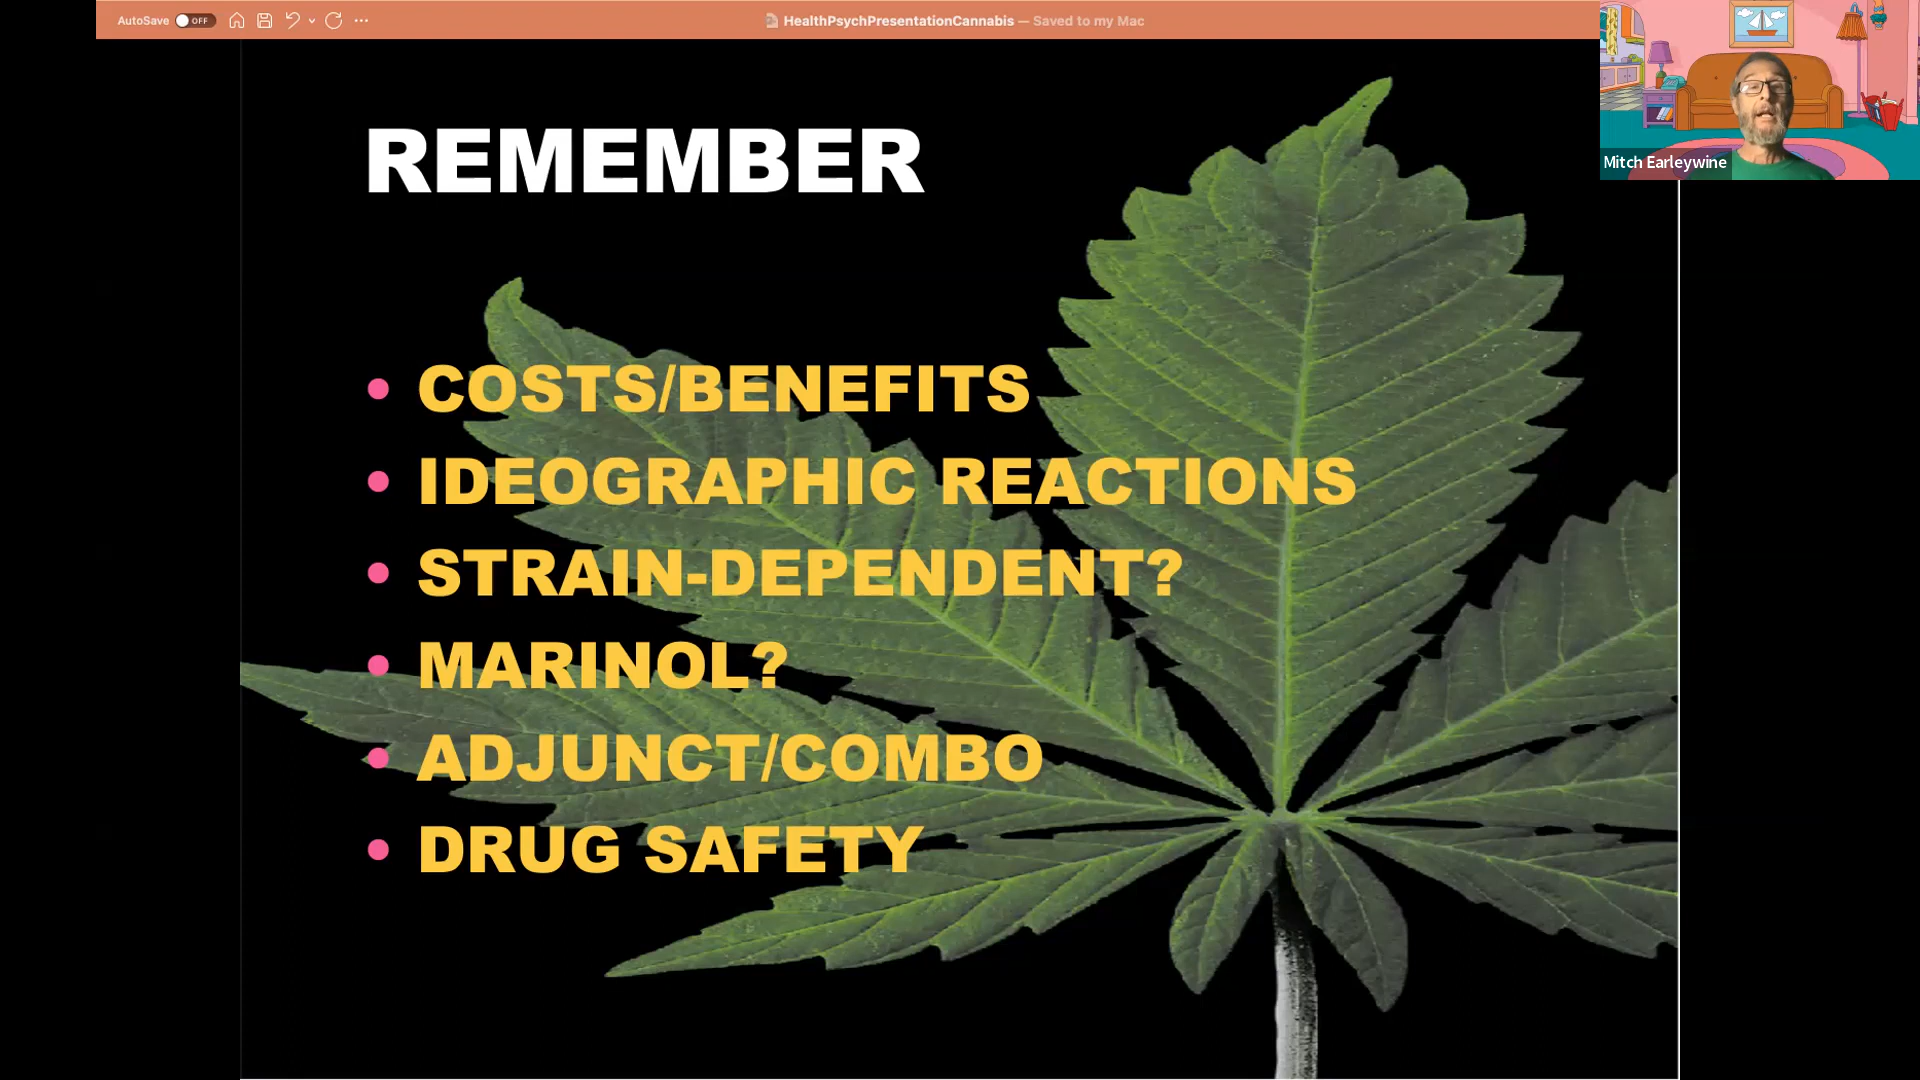 AutoSave OFF
HealthPsychPresentationCannabis — Saved to my Mac
Mitch Earleywine
REMEMBER
• COSTS/BENEFITS
• IDEOGRAPHIC REACTIONS
• STRAIN-DEPENDENT?
• MARINOL?
• ADJUNCT/COMBO
• DRUG SAFETY